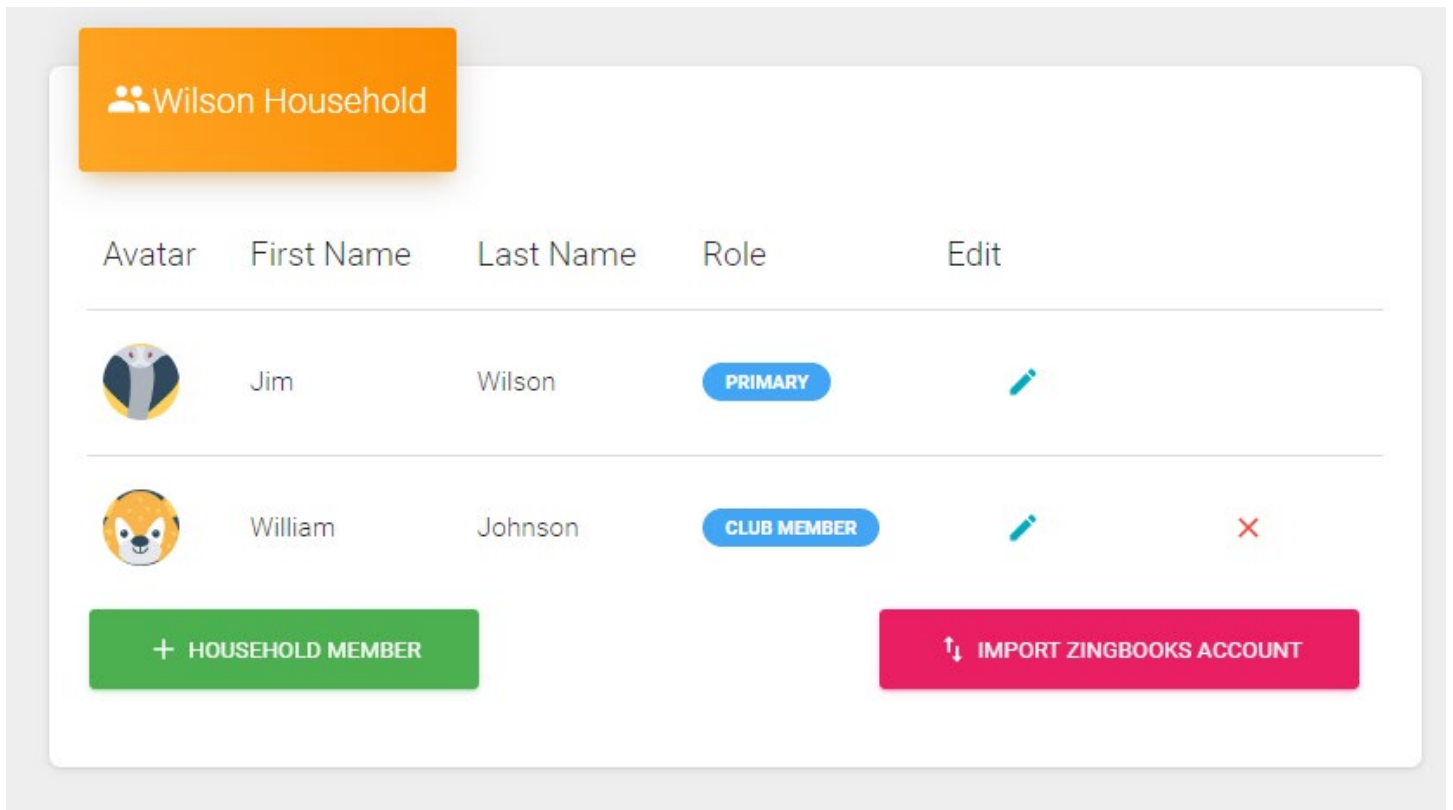 Wilson Household
Avatar First Name Last Name Role Edit
Jim Wilson PRIMARY
William Johnson CLUB MEMBER
+ HOUSEHOLD MEMBER
IMPORT ZINGBOOKS ACCOUNT